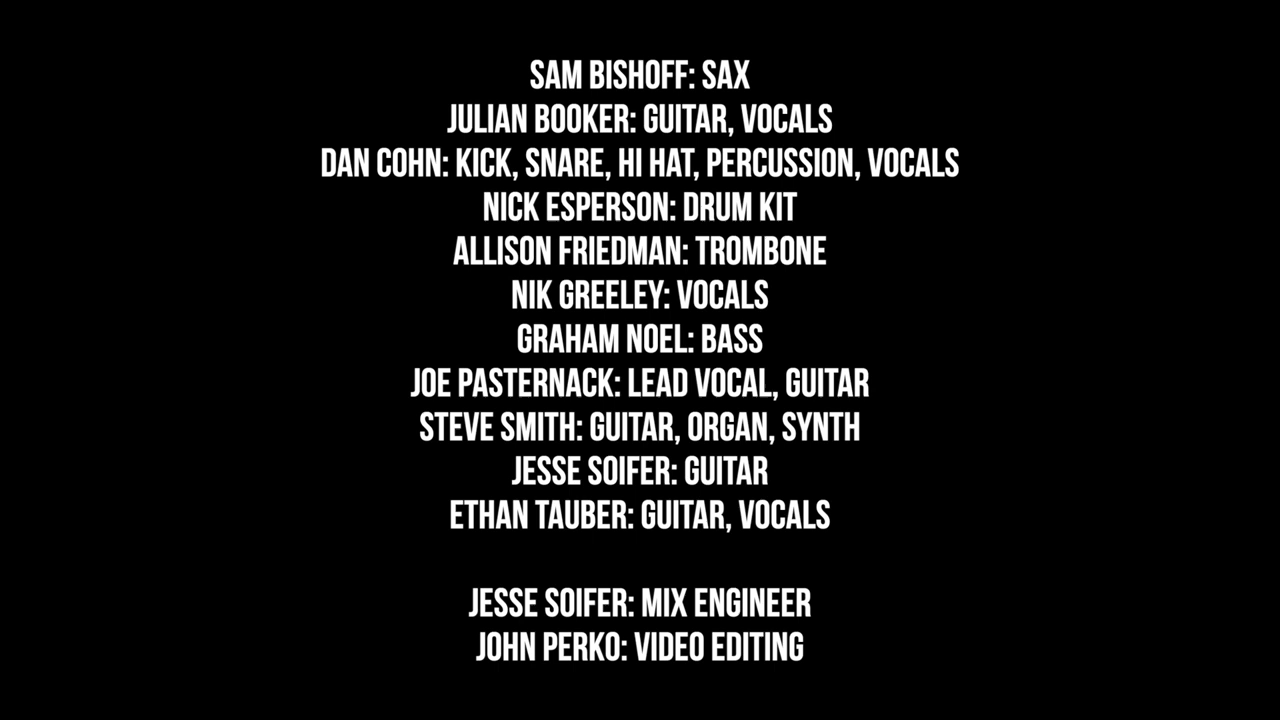 SAM BISHOFF: SAX
JULIAN BOOKER: GUITAR, VOCALS
DAN COHN: KICK, SNARE, HI HAT, PERCUSSION, VOCALS
NICK ESPERSON: DRUM KIT
ALLISON FRIEDMAN: TROMBONE
NIK GREELEY: VOCALS
GRAHAM NOEL: BASS
JOE PASTERNACK: LEAD VOCAL, GUITAR
STEVE SMITH: GUITAR, ORGAN, SYNTH
JESSE SOIFER: GUITAR
ETHAN TAUBER: GUITAR, VOCALS
JESSE SOIFER: MIX ENGINEER
JOHN PERKO: VIDEO EDITING